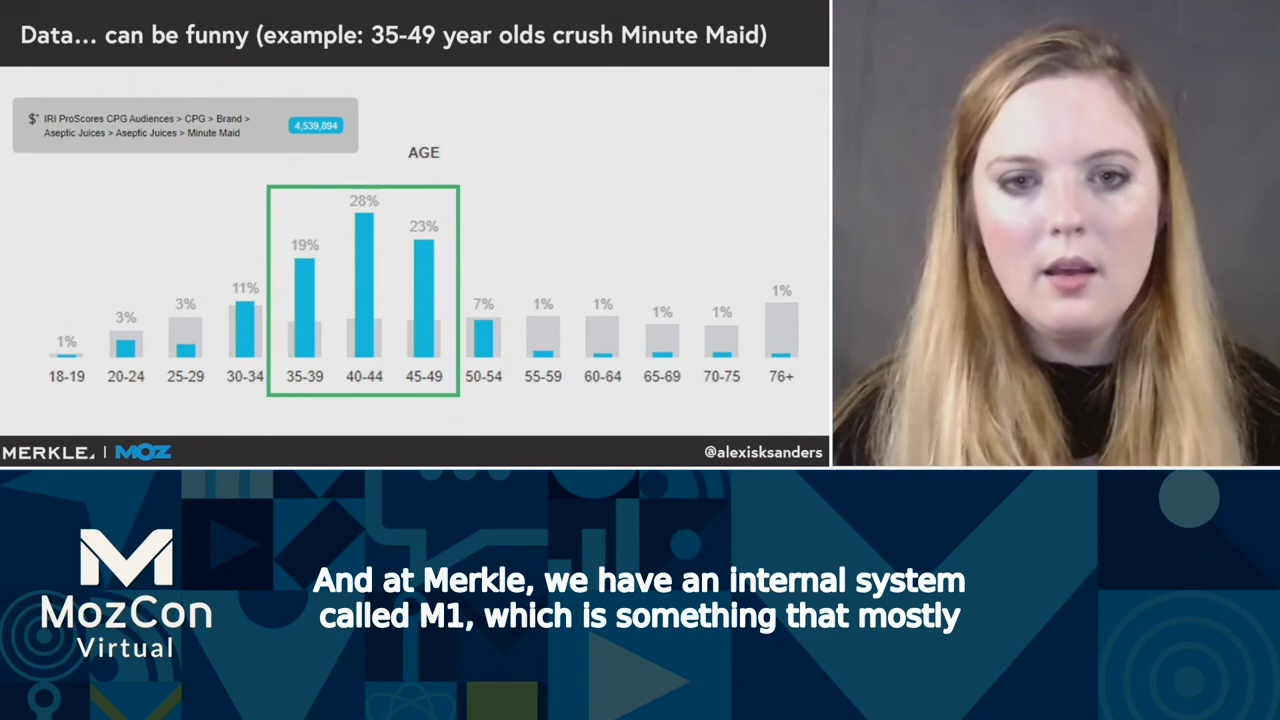 Data... can be funny (example: 35-49 year olds crush Minute Maid)
$+ IRI ProScores CPG Audiences > CPG > Brand >
Aseptic Juices > Aseptic Juices > Minute Maid
4,539,894
AGE
1% 3% 3% 11% 19% 28% 23% 7% 1% 1% 1% 1% 1%
18-19 20-24 25-29 30-34 35-39 40-44 45-49 50-54 55-59 60-64 65-69 70-75 76+
MERKLE | MOZ
@alexisksanders
M
MozCon
Virtual
And at Merkle, we have an internal system
called M1, which is something that mostly